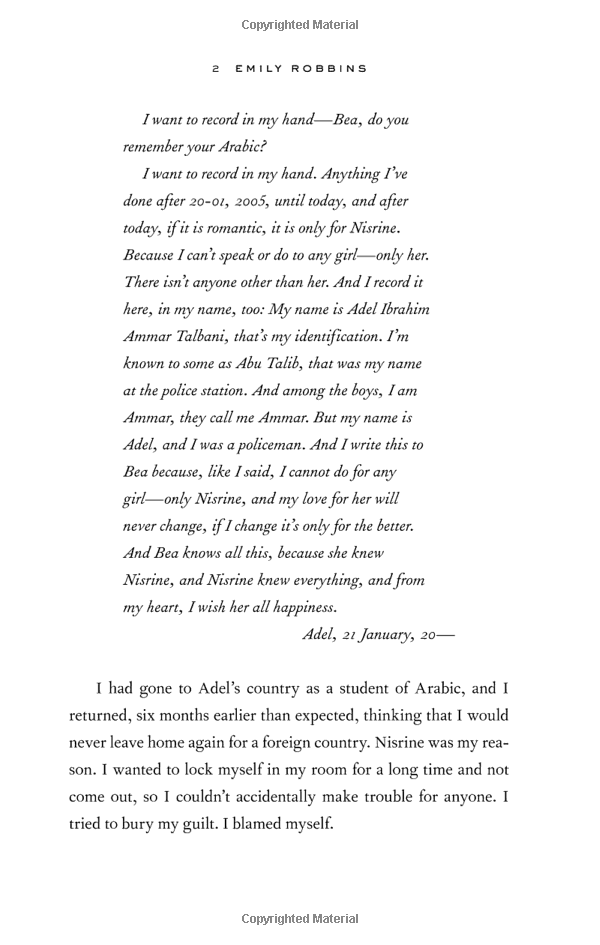 Copyrighted Material
2 EMILY ROBBINS
I want to record in my hand—Bea, do you
remember your Arabic?
I want to record in my hand. Anything I've
done after 20-01, 2005, until today, and after
today, if it is romantic, it is only for Nisrine.
Because I can't speak or do to any girl—only her.
There isn't anyone other than her. And I record it
here, in my name, too: My name is Adel Ibrahim
Ammar Talbani, that's my identification. I'm
known to some as Abu Talib, that was my name
at the police station. And among the boys, I am
Ammar, they call me Ammar. But my name is
Adel, and I was a policeman. And I write this to
Bea because, like I said, I cannot do for any
girl—only Nisrine, and my love for her will
never change, if I change it's only for the better.
And Bea knows all this, because she knew
Nisrine, and Nisrine knew everything, and from
my heart, I wish her all happiness.
Adel, 21 January, 20—
I had gone to Adel's country as a student of Arabic, and I
returned, six months earlier than expected, thinking that I would
never leave home again for a foreign country. Nisrine was my rea-
son. I wanted to lock myself in my room for a long time and not
come out, so I couldn't accidentally make trouble for anyone. I
tried to bury my guilt. I blamed myself.
Copyrighted Material